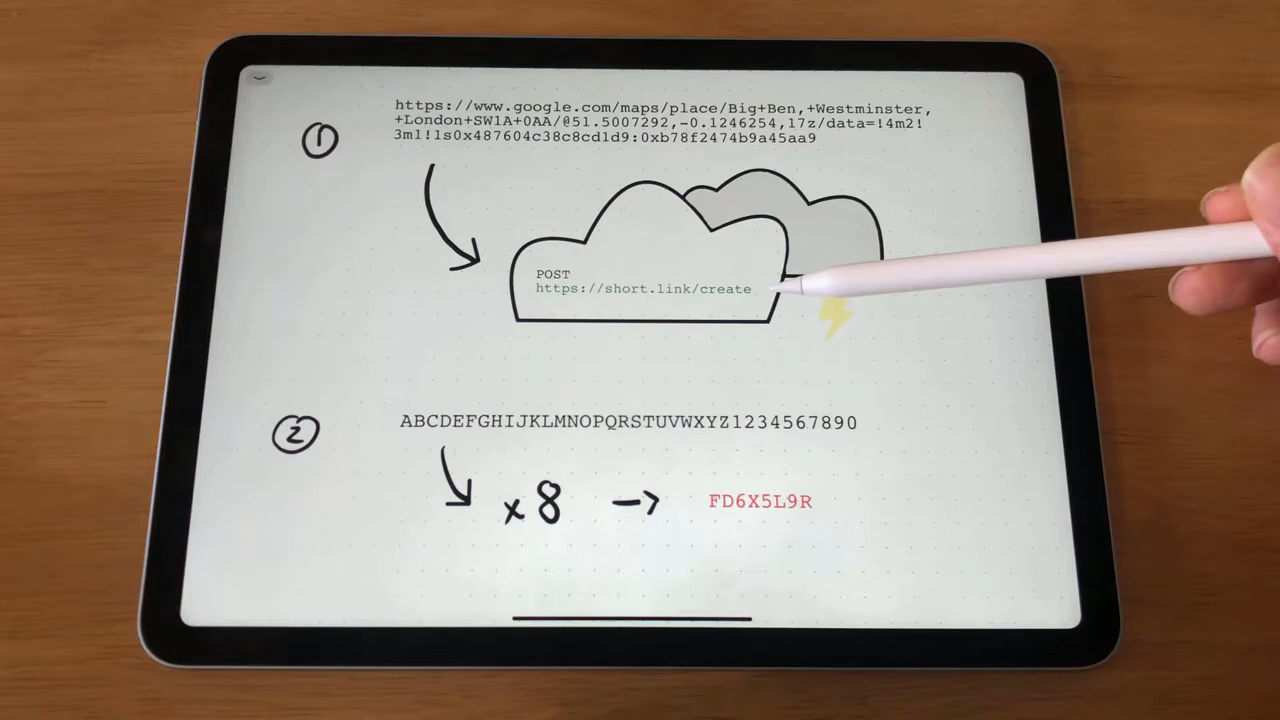 ①
https://www.google.com/maps/place/Big+Ben,+Westminster,
+London+SW1A+0AA/@51.5007292,-0.1246254,17z/data=!4m2!
3m1!1s0x487604c38c8cd1d9:0xb78f2474b9a45aa9
POST
https://short.link/create
②
ABCDEFGHIJKLMNOPQRSTUVWXYZ1234567890
x 8 → FD6X5L9R